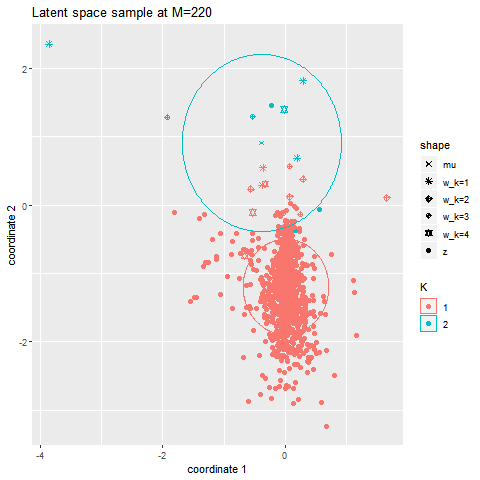 Latent space sample at M=220
2
0
-2
-4
-2
0
coordinate 1
coordinate 2
shape
mu
w_k=1
w_k=2
w_k=3
w_k=4
z
K
1
2